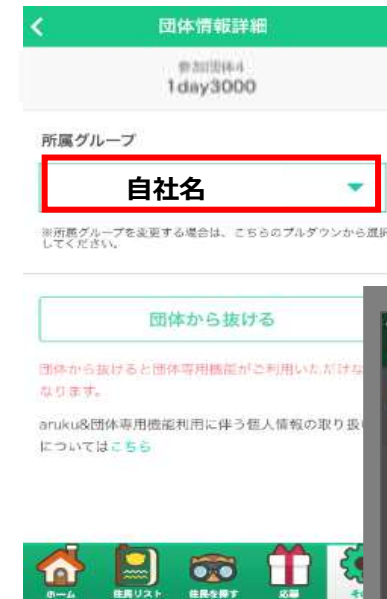 団体情報詳細
参加団体4
1day3000
所属グループ
自社名
※所属グループを変更する場合は、こちらのプルダウンから選択
してください。
団体から抜ける
団体から抜けると団体専用機能がご利用いただけな
なります。
aruku&団体専用機能利用に伴う個人情報の取り扱い
についてはこちら
ホーム 住民リスト 住民を探す 応募 その